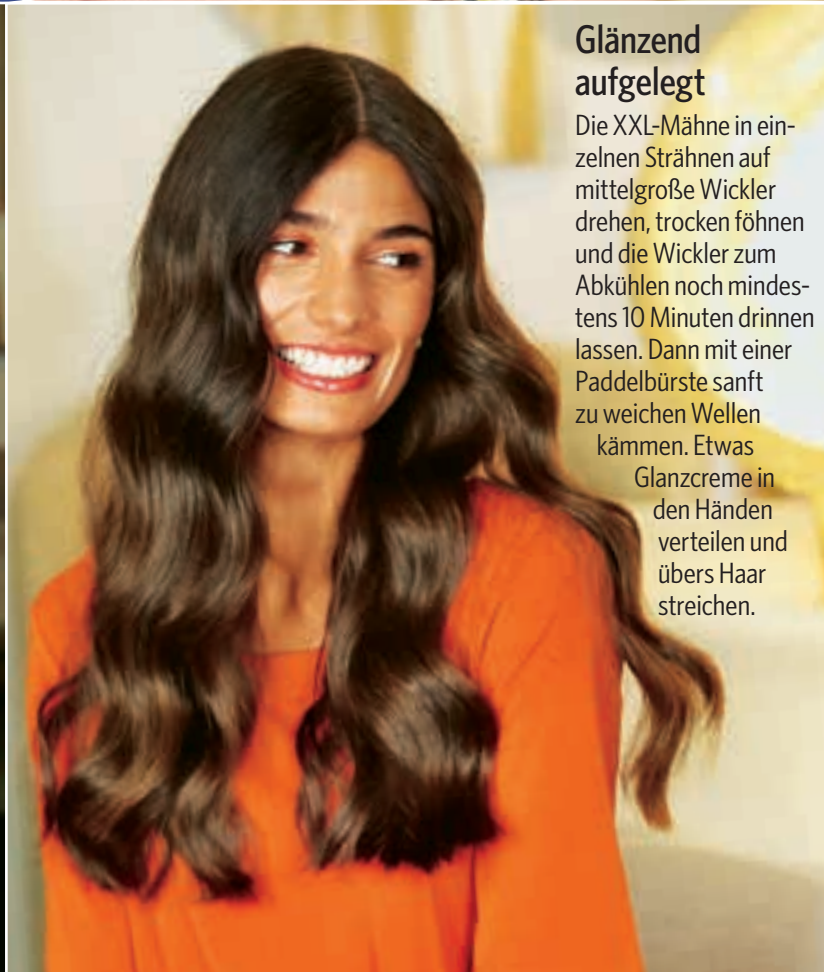 Glänzend
aufgelegt
Die XXL-Mähne in ein-
zelnen Strähnen auf
mittelgroße Wickler
drehen, trocken föhnen
und die Wickler zum
Abkühlen noch mindes-
tens 10 Minuten drinnen
lassen. Dann mit einer
Paddelbürste sanft
zu weichen Wellen
kämmen. Etwas
Glanzcreme in
den Händen
verteilen und
übers Haar
streichen.